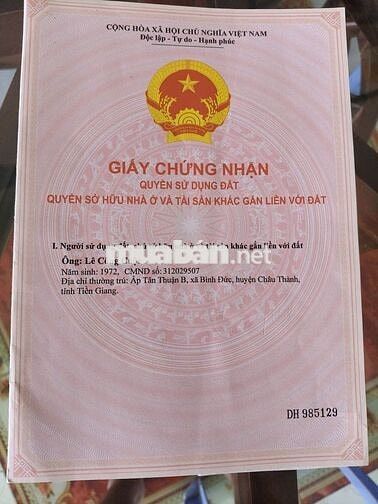 CỘNG HÒA XÃ HỘI CHỦ NGHĨA VIỆT NAM
Độc lập - Tự do - Hạnh phúc
GIẤY CHỨNG NHẬN
QUYỀN SỬ DỤNG ĐẤT
QUYỀN SỞ HỮU NHÀ Ở VÀ TÀI SẢN KHÁC GẮN LIỀN VỚI ĐẤT
I. Người sử dụng khác gắn liền với đất
muaban.net
Ông: Lê Công
Năm sinh: 1972, CMND số: 312029507
Địa chỉ thường trú: Ấp Tân Thuận B, xã Bình Đức, huyện Châu Thành,
tỉnh Tiền Giang.
DH 985129